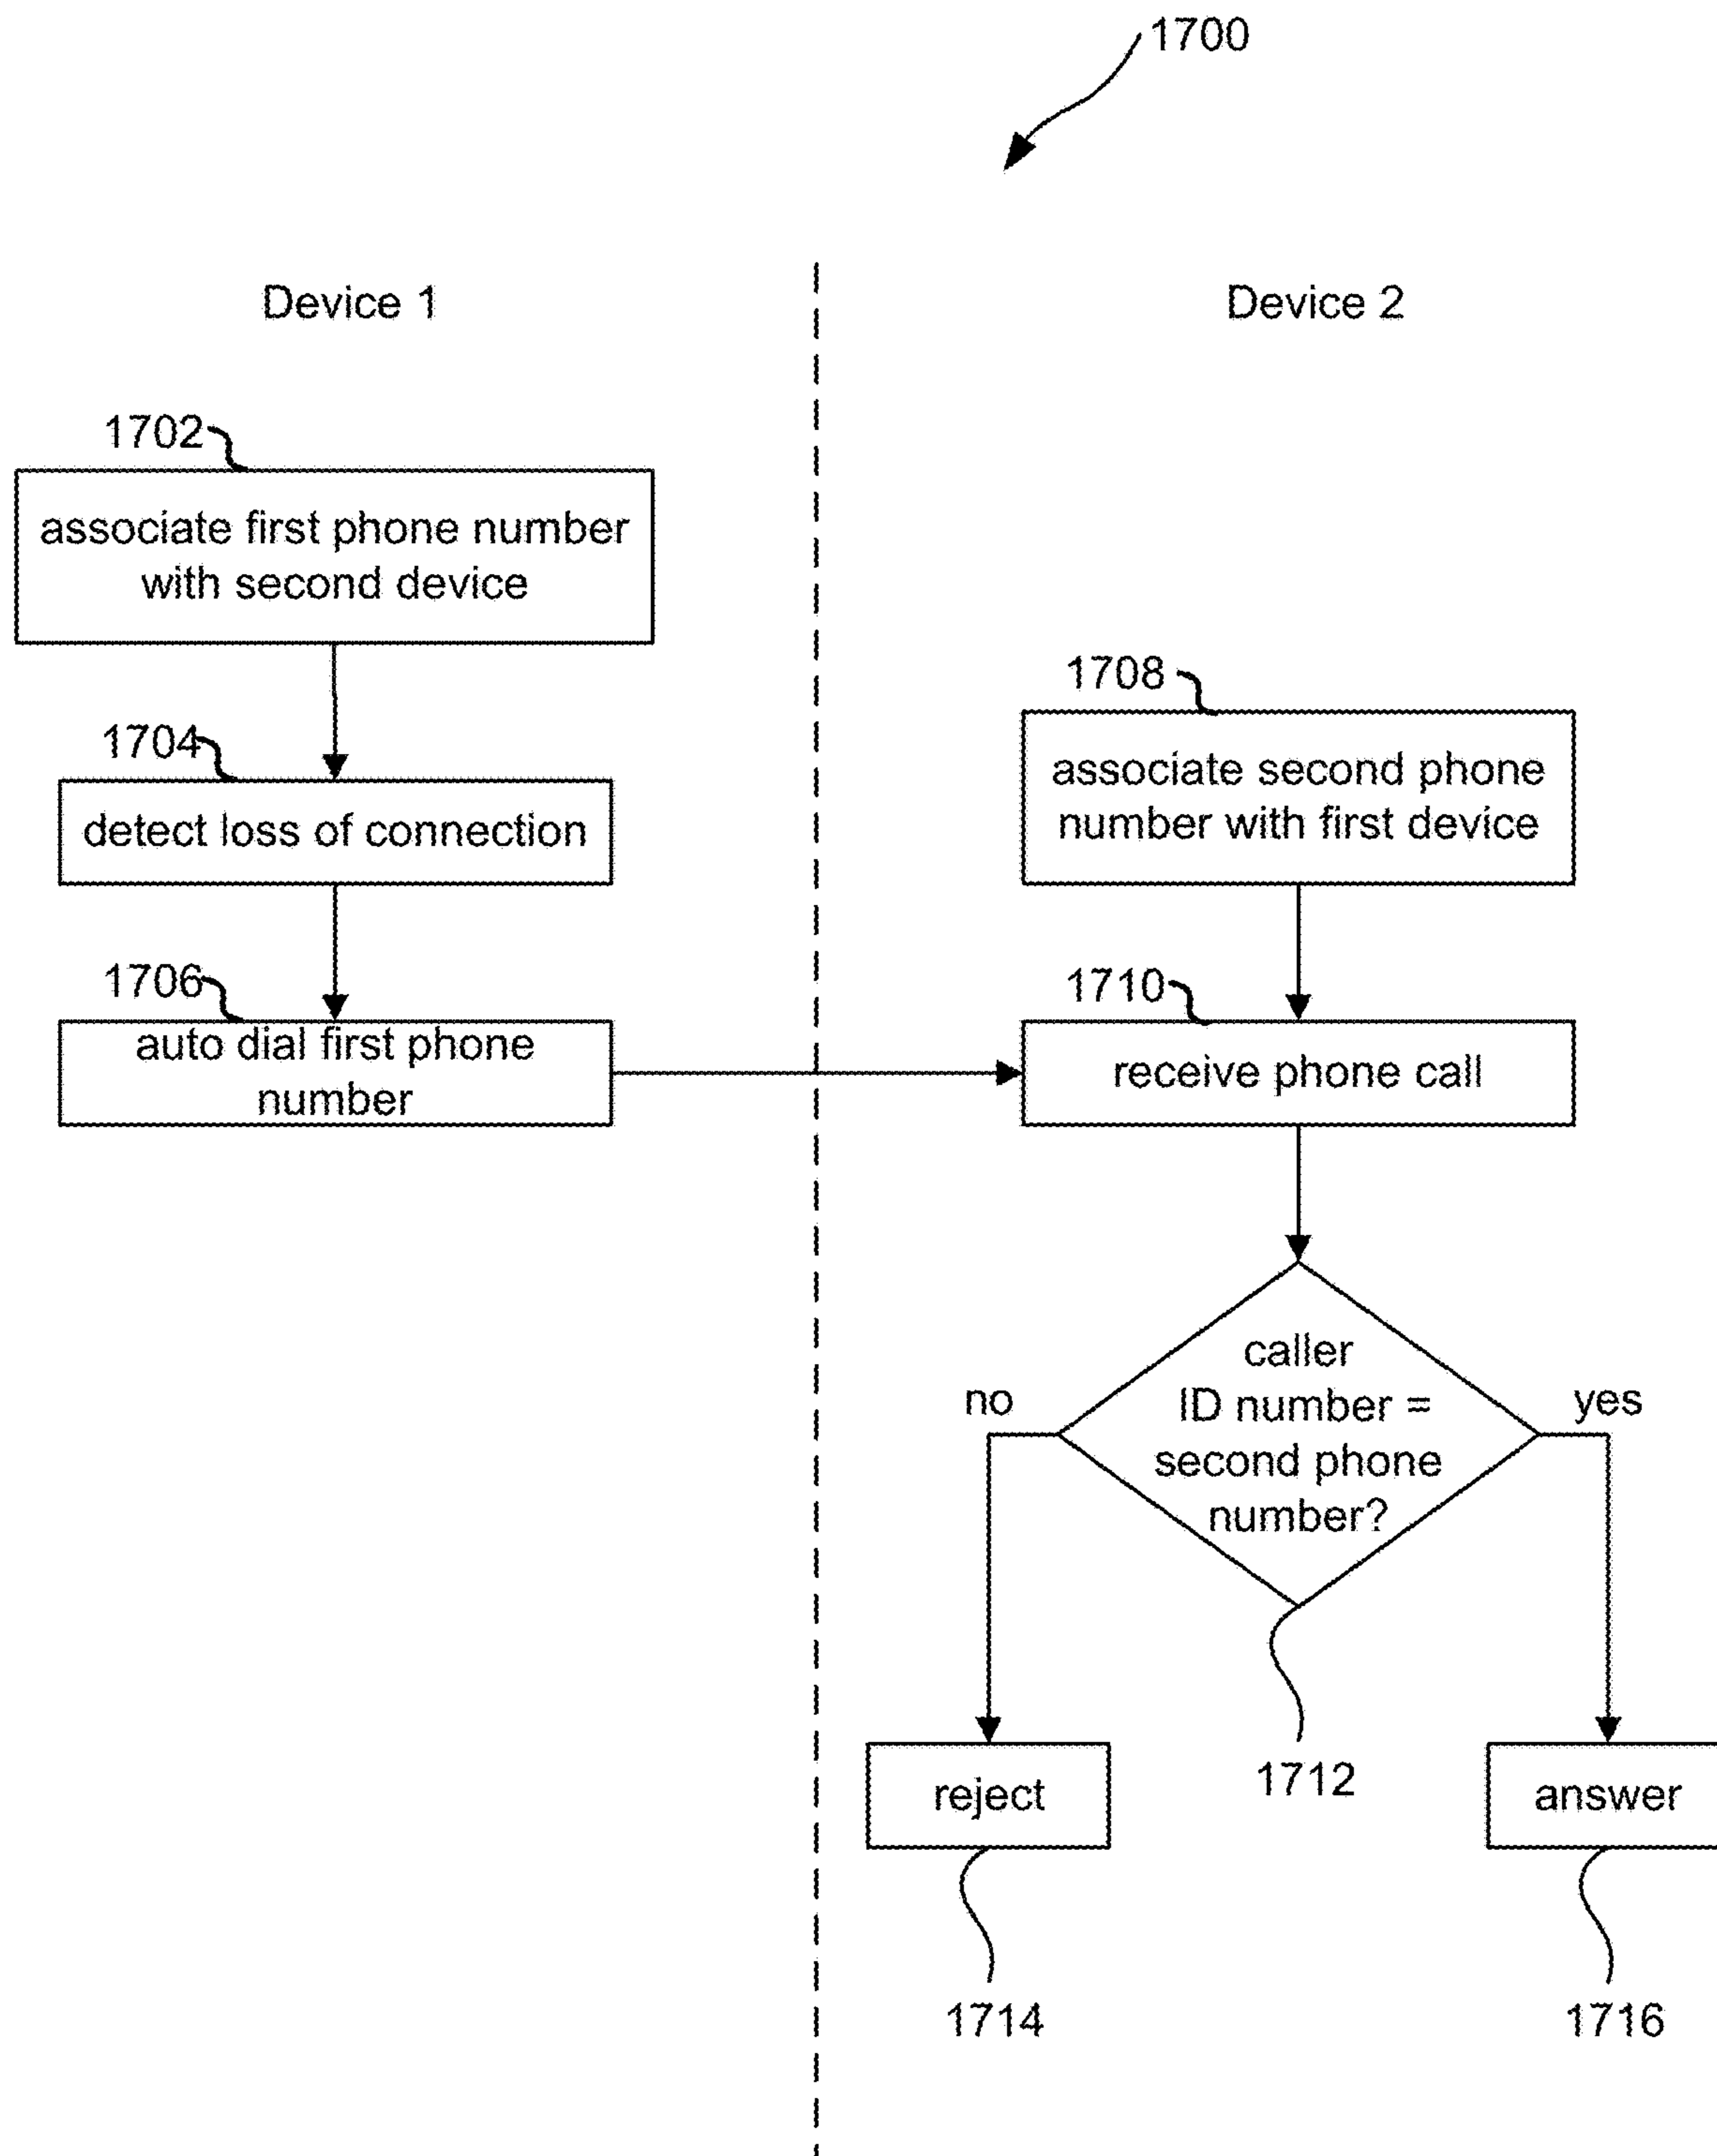 1700
Device 1
Device 2
1702
associate first phone number
with second device
1704
detect loss of connection
1706
auto dial first phone
number
1708
associate second phone
number with first device
1710
receive phone call
caller
ID number =
second phone
number?
no
yes
1712
reject
answer
1714
1716